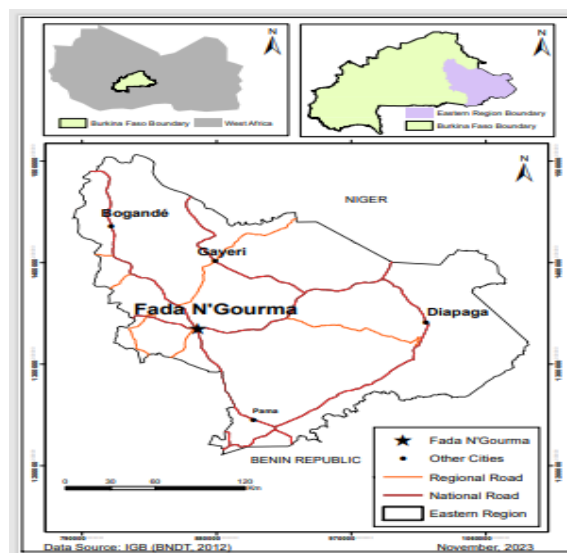 N
N
Burkina Faso Boundary West Africa
Eastern Region Boundary
Burkina Faso Boundary
N
NIGER
Bogandé
Gayeri
Fada N'Gourma
Diapaga
Pama
BENIN REPUBLIC
0 30 60 120
Km
Fada N'Gourma
Other Cities
Regional Road
National Road
Eastern Region
Data Source: IGB (BNDT, 2012) November, 2023